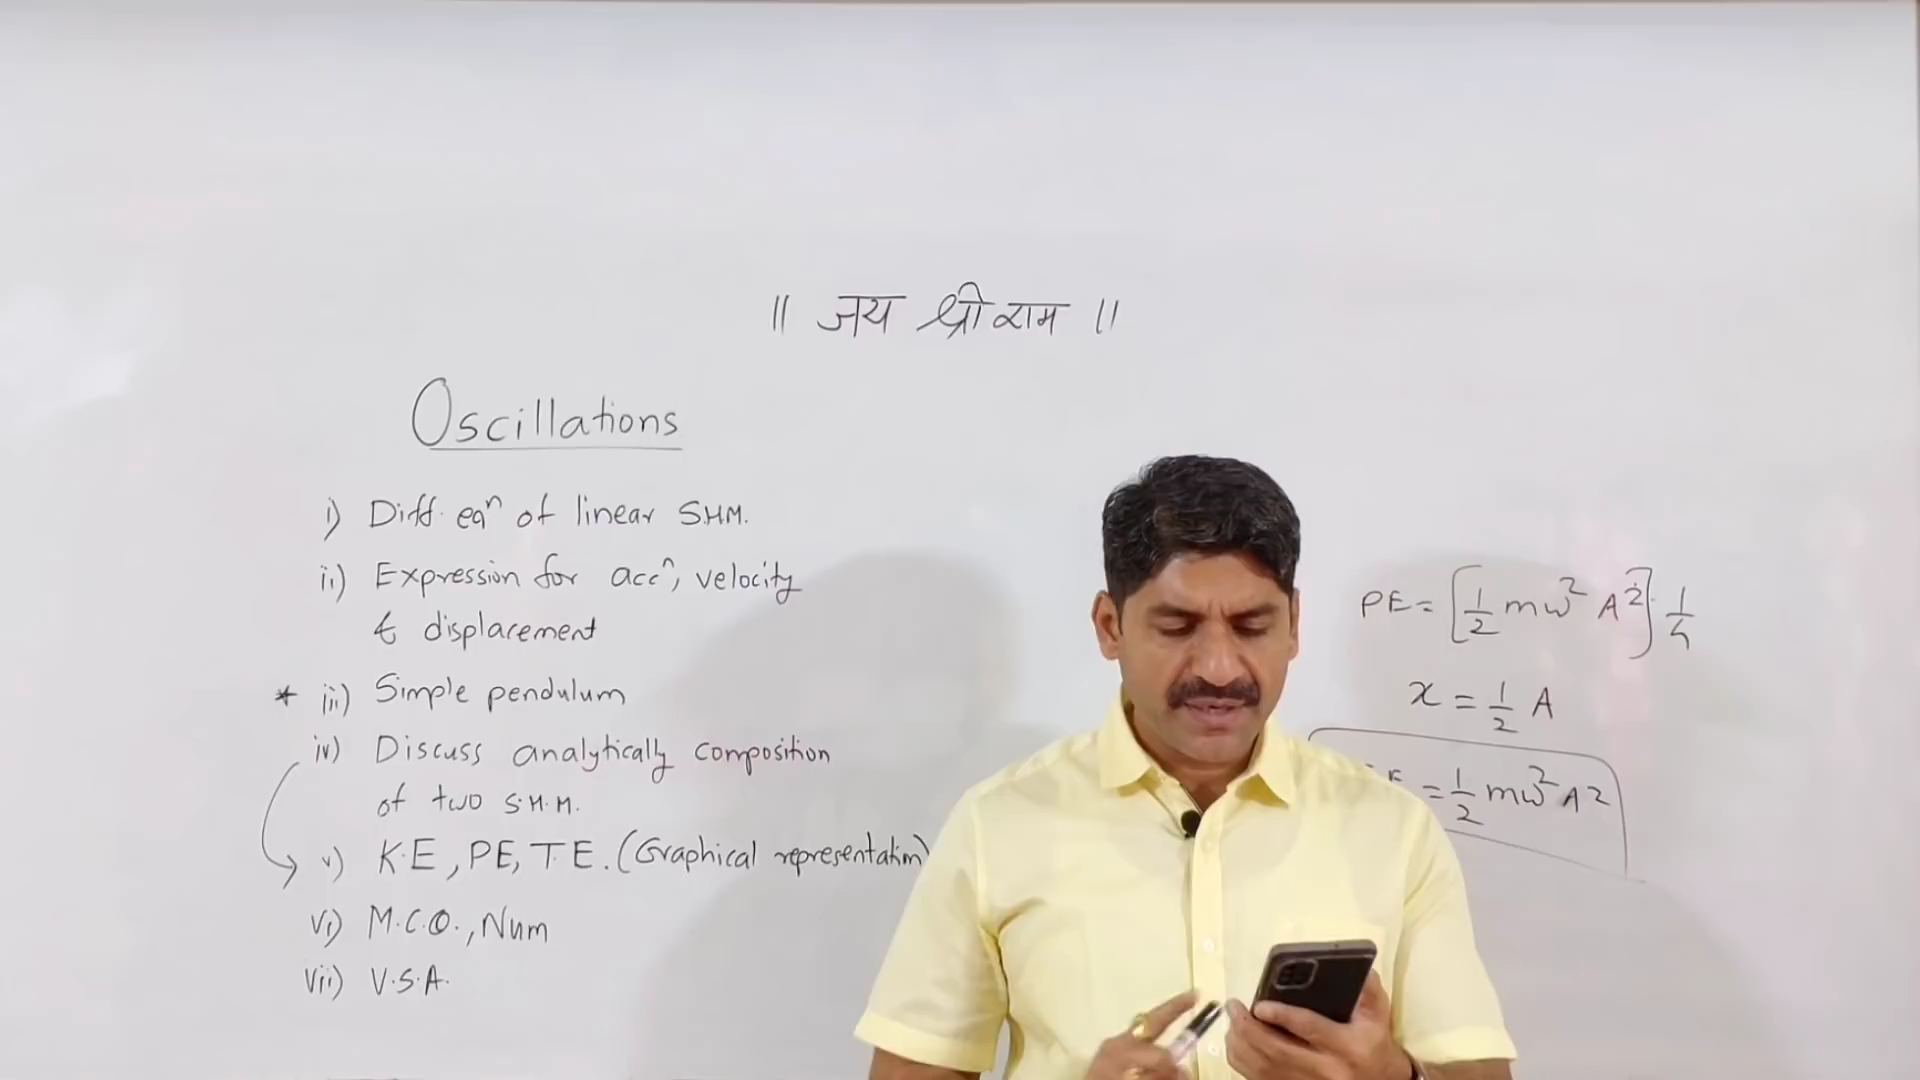 || जय श्री राम ||
Oscillations
i) Diff. eqⁿ of linear S.H.M.
ii) Expression for accⁿ, velocity
& displacement
* iii) Simple pendulum
iv) Discuss analytically composition
of two S.H.M.
v) K.E, PE, T.E. (Graphical representation)
vi) M.C.Q., Num
vii) V.S.A.
PE = [1/2 mω² A²] · 1/4
x = 1/2 A
= 1/2 mω² A²